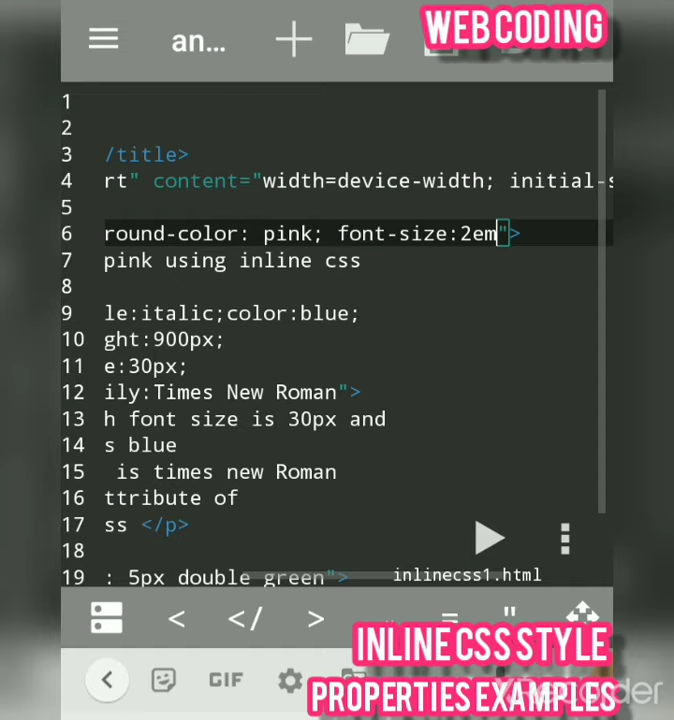 WEB CODING
an...
1
2
3 /title>
4 rt" content="width=device-width; initial-s
5
6 round-color: pink; font-size:2em">
7 pink using inline css
8
9 le:italic;color:blue;
10 ght:900px;
11 e:30px;
12 ily:Times New Roman">
13 h font size is 30px and
14 s blue
15 is times new Roman
16 ttribute of
17 ss </p>
18
19 : 5px double green">
inlinecss1.html
< </ > = "
INLINE CSS STYLE
GIF
PROPERTIES EXAMPLES
XRecorder